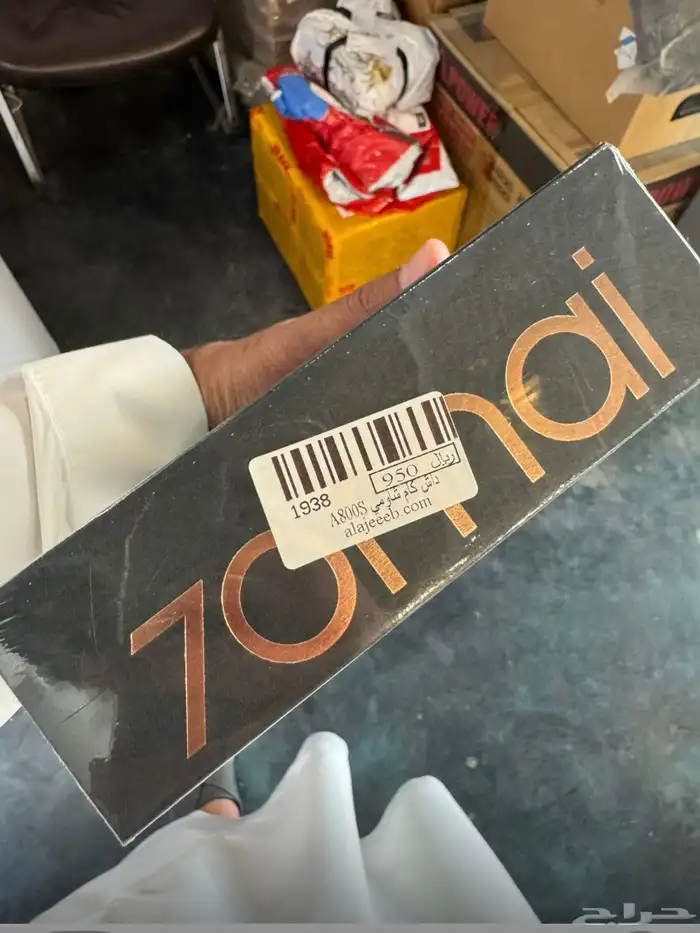 70mai
1938
950 ريال
داش كام شاومي A800S
alajeeeb.com
حراج